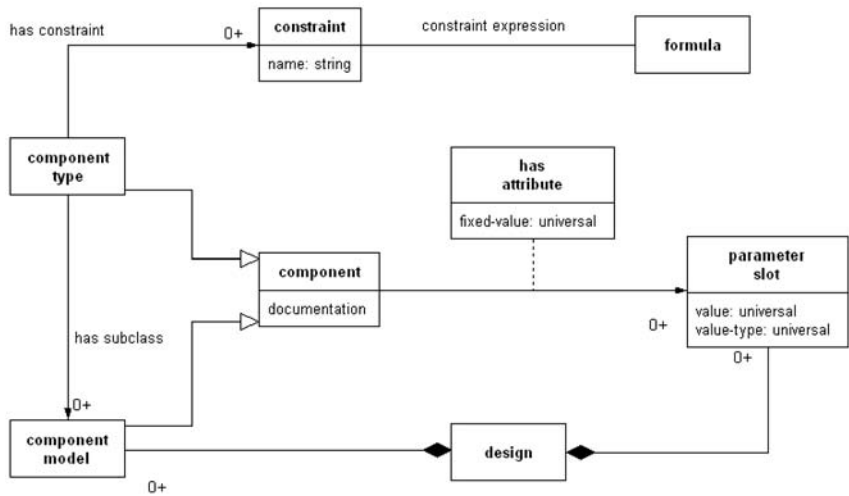 has constraint
0+
constraint
name: string
constraint expression
formula
component
type
has
attribute
fixed-value: universal
component
documentation
parameter
slot
value: universal
value-type: universal
0+
0+
has subclass
0+
component
model
0+
design